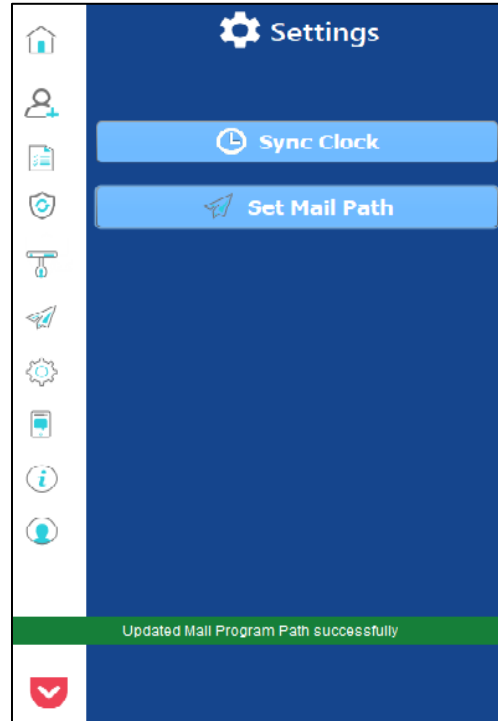 Settings
Sync Clock
Set Mail Path
Updated Mail Program Path successfully